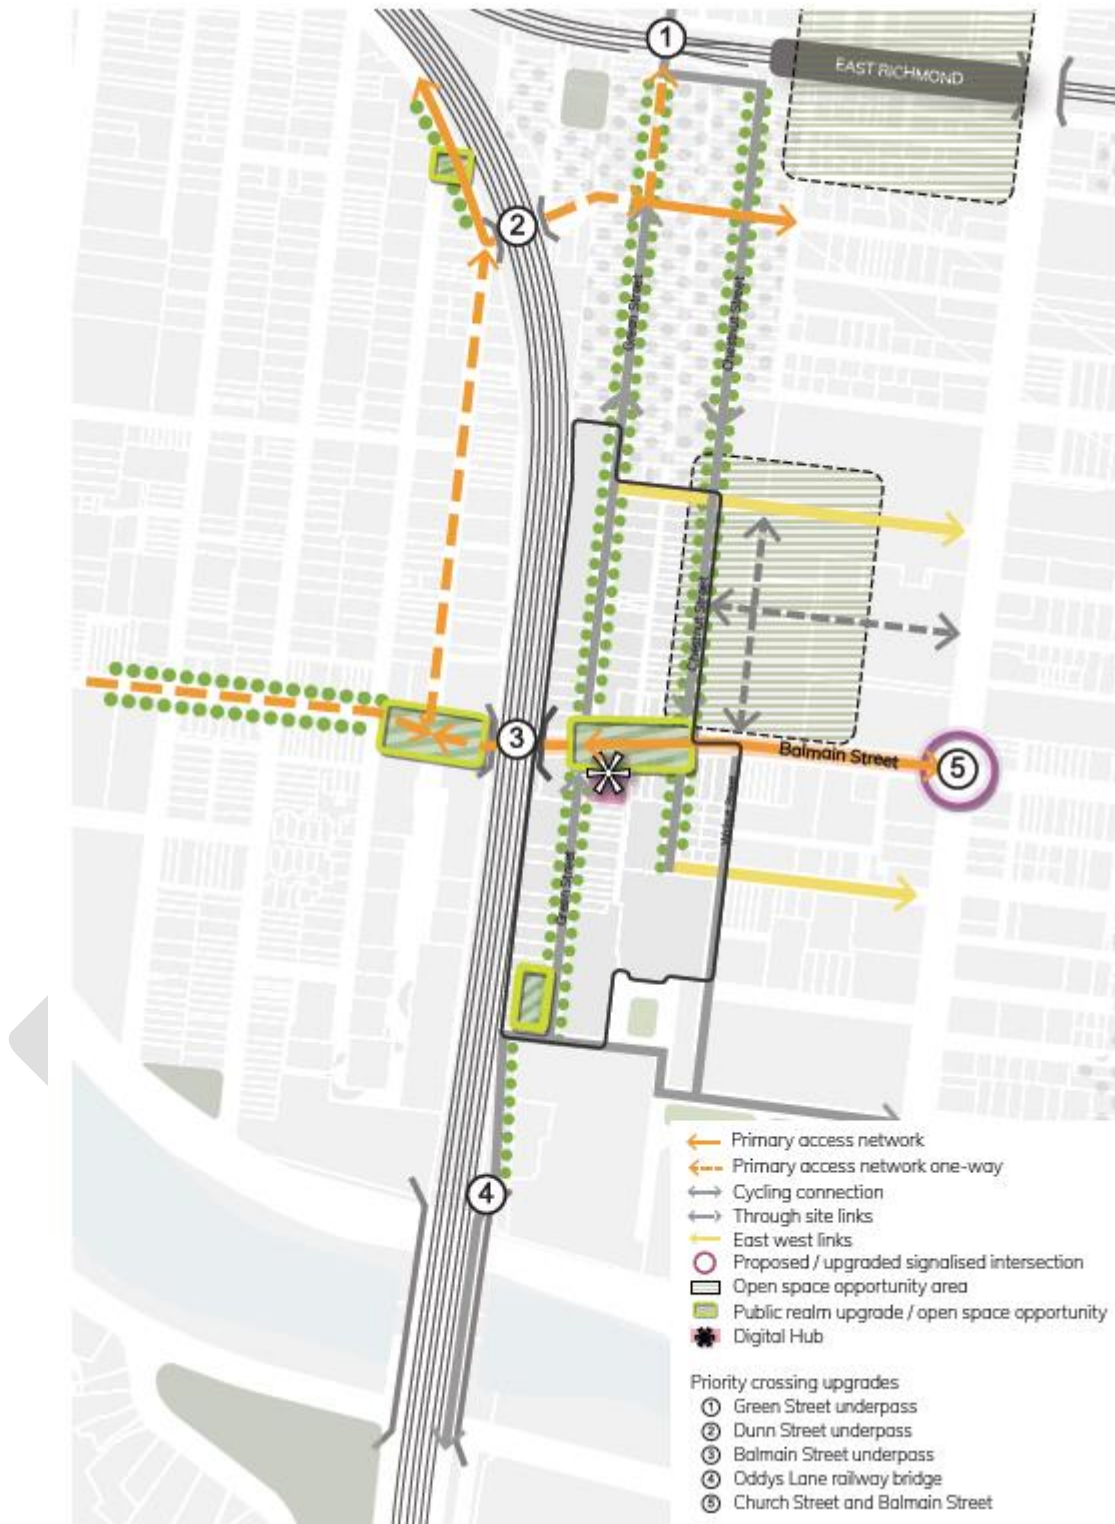 1
EAST RICHMOND
2
Green Street
Chestnut Street
Chestnut Street
3
Balmain Street
5
Walnut Street
Green Street
4
Primary access network
Primary access network one-way
Cycling connection
Through site links
East west links
Proposed / upgraded signalised intersection
Open space opportunity area
Public realm upgrade / open space opportunity
Digital Hub
Priority crossing upgrades
1 Green Street underpass
2 Dunn Street underpass
3 Balmain Street underpass
4 Oddys Lane railway bridge
5 Church Street and Balmain Street